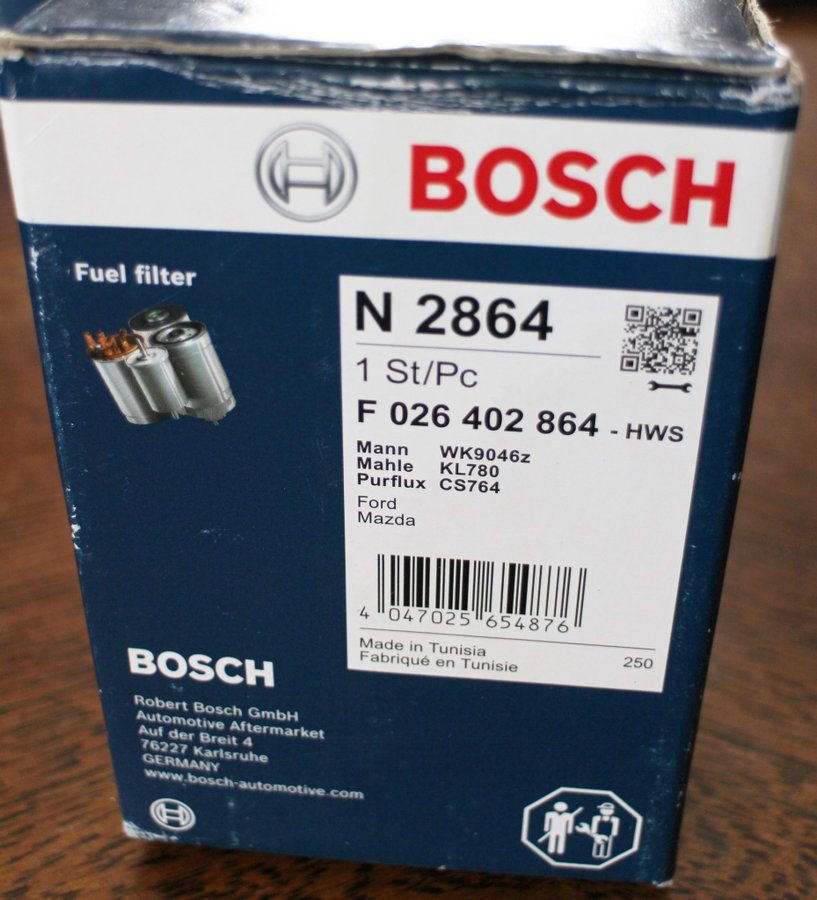 BOSCH
Fuel filter
N 2864
1 St/Pc
F 026 402 864 - HWS
Mann WK9046z
Mahle KL780
Purflux CS764
Ford
Mazda
4 047025 654876
Made in Tunisia
Fabriqué en Tunisie
250
BOSCH
Robert Bosch GmbH
Automotive Aftermarket
Auf der Breit 4
76227 Karlsruhe
GERMANY
www.bosch-automotive.com